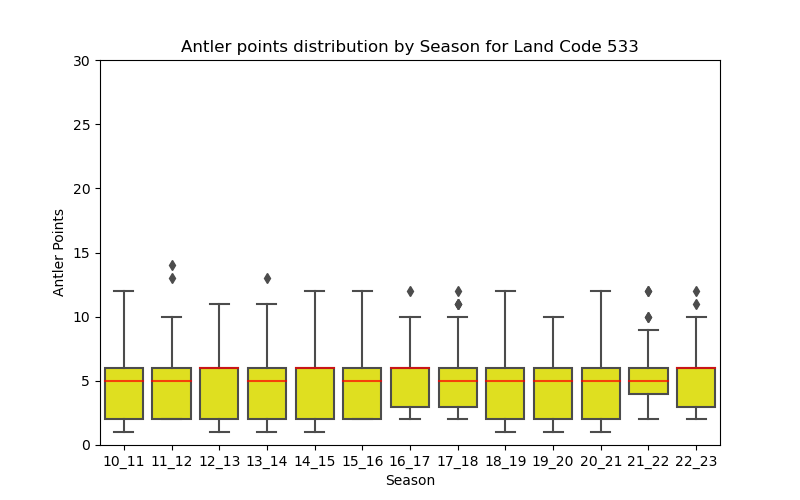 Antler points distribution by Season for Land Code 533
30
25
20
15
10
5
0
Antler Points
10_11 11_12 12_13 13_14 14_15 15_16 16_17 17_18 18_19 19_20 20_21 21_22 22_23
Season